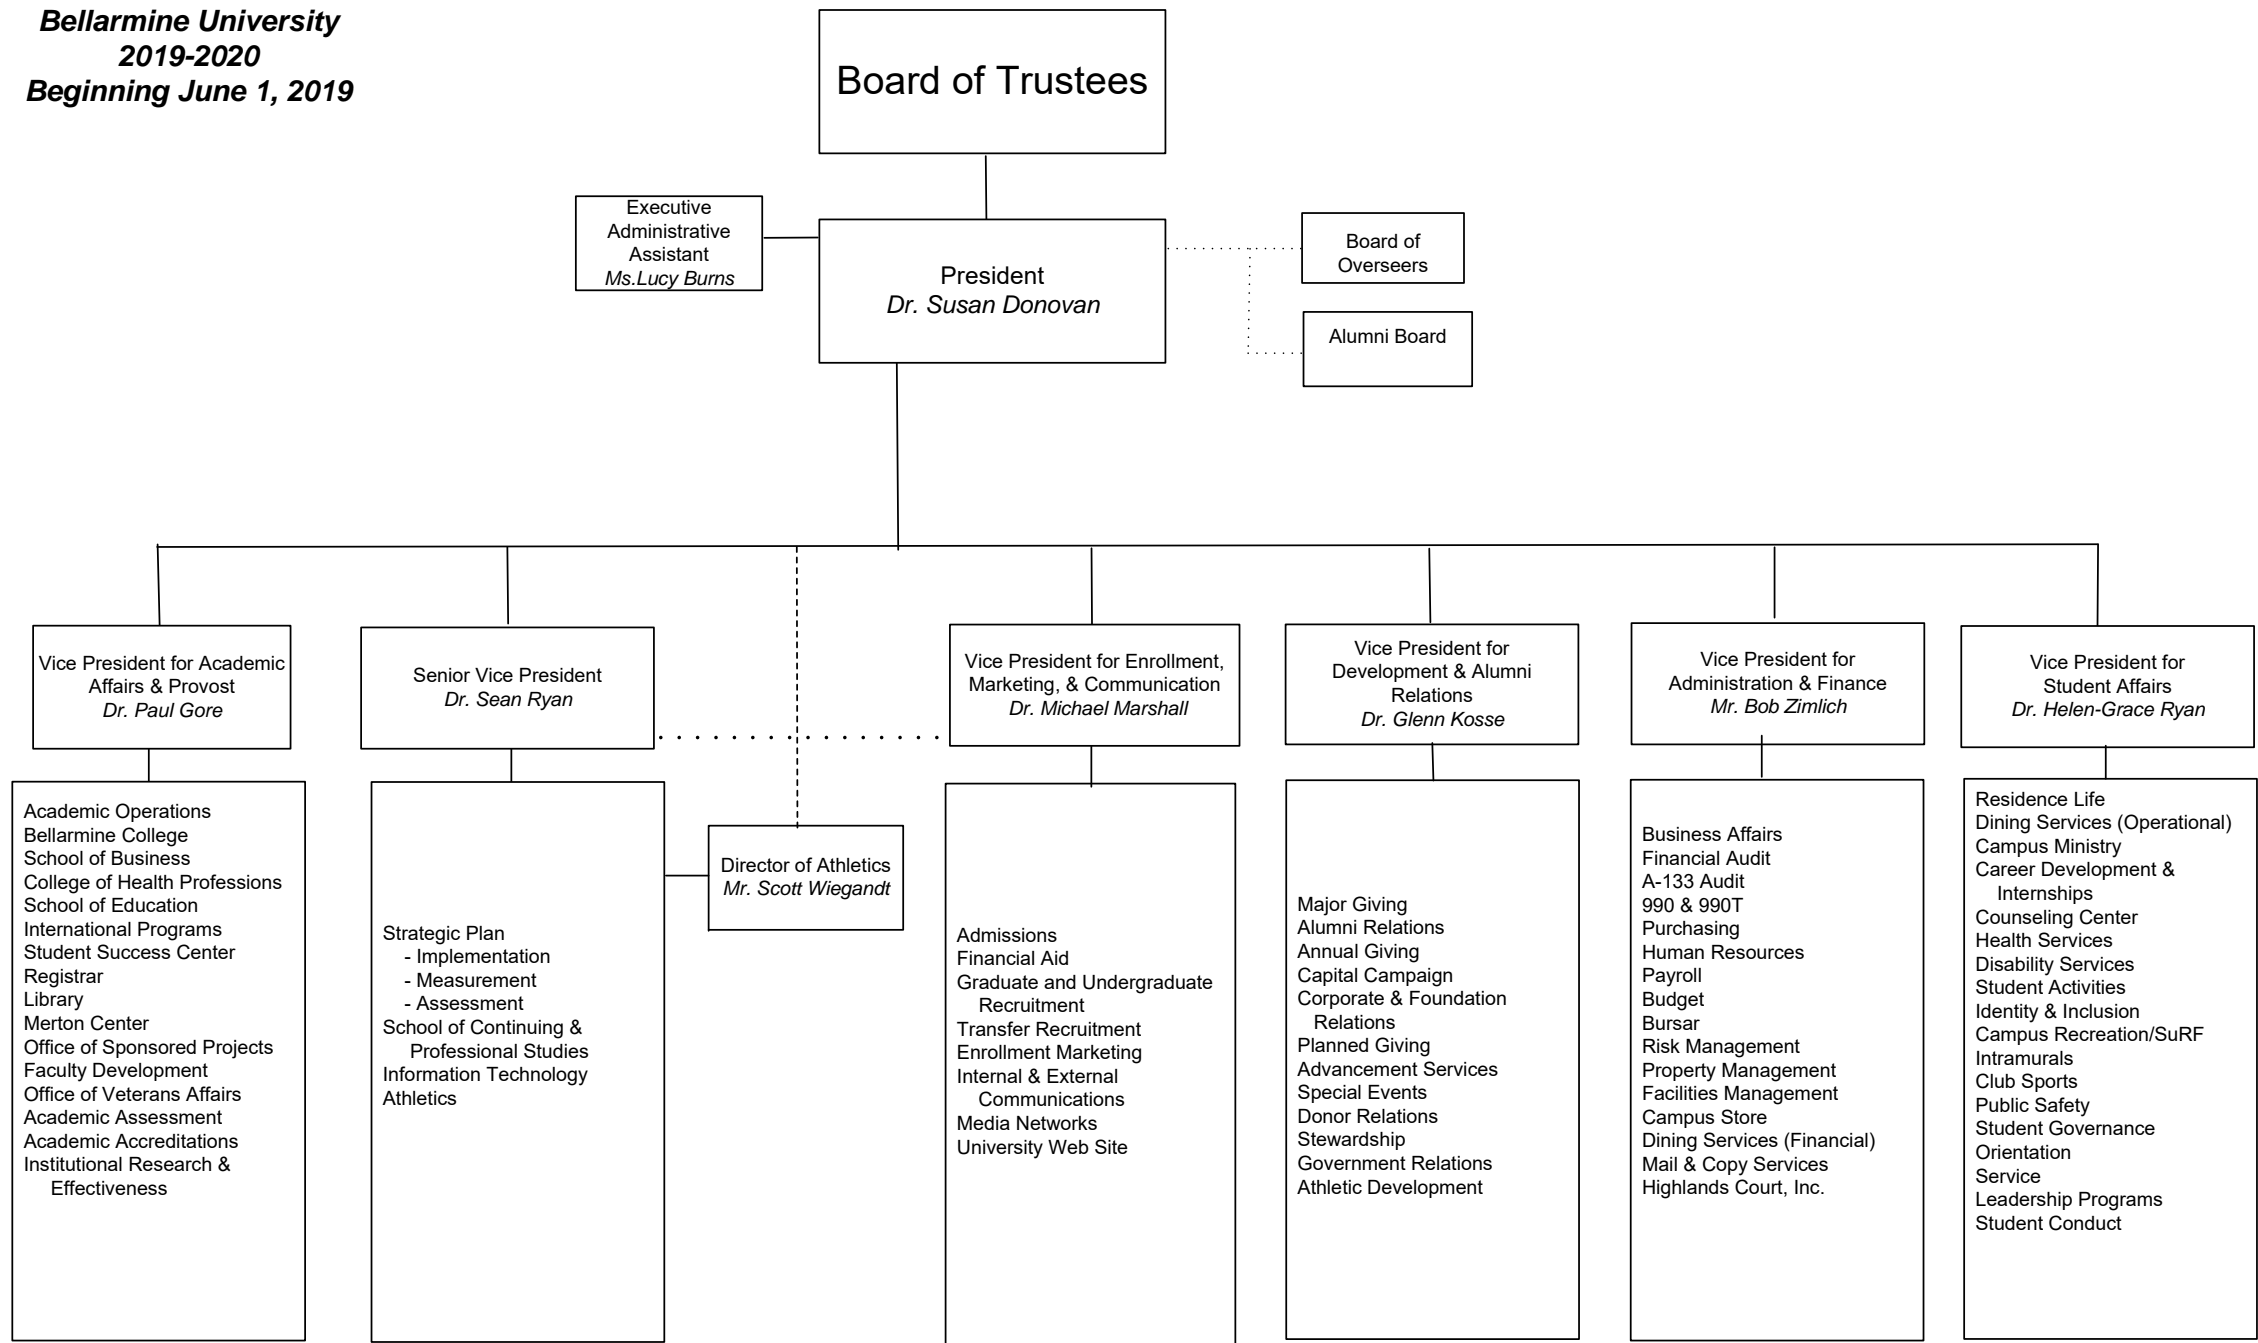 Bellarmine University
2019-2020
Beginning June 1, 2019
Board of Trustees
Executive
Administrative
Assistant
Ms.Lucy Burns
President
Dr. Susan Donovan
Board of
Overseers
Alumni Board
Vice President for Academic
Affairs & Provost
Dr. Paul Gore
Senior Vice President
Dr. Sean Ryan
Vice President for Enrollment,
Marketing, & Communication
Dr. Michael Marshall
Vice President for
Development & Alumni
Relations
Dr. Glenn Kosse
Vice President for
Administration & Finance
Mr. Bob Zimlich
Vice President for
Student Affairs
Dr. Helen-Grace Ryan
Academic Operations
Bellarmine College
School of Business
College of Health Professions
School of Education
International Programs
Student Success Center
Registrar
Library
Merton Center
Office of Sponsored Projects
Faculty Development
Office of Veterans Affairs
Academic Assessment
Academic Accreditations
Institutional Research &
Effectiveness
Strategic Plan
- Implementation
- Measurement
- Assessment
School of Continuing &
Professional Studies
Information Technology
Athletics
Director of Athletics
Mr. Scott Wiegandt
Admissions
Financial Aid
Graduate and Undergraduate
Recruitment
Transfer Recruitment
Enrollment Marketing
Internal & External
Communications
Media Networks
University Web Site
Major Giving
Alumni Relations
Annual Giving
Capital Campaign
Corporate & Foundation
Relations
Planned Giving
Advancement Services
Special Events
Donor Relations
Stewardship
Government Relations
Athletic Development
Business Affairs
Financial Audit
A-133 Audit
990 & 990T
Purchasing
Human Resources
Payroll
Budget
Bursar
Risk Management
Property Management
Facilities Management
Campus Store
Dining Services (Financial)
Mail & Copy Services
Highlands Court, Inc.
Residence Life
Dining Services (Operational)
Campus Ministry
Career Development &
Internships
Counseling Center
Health Services
Disability Services
Student Activities
Identity & Inclusion
Campus Recreation/SuRF
Intramurals
Club Sports
Public Safety
Student Governance
Orientation
Service
Leadership Programs
Student Conduct